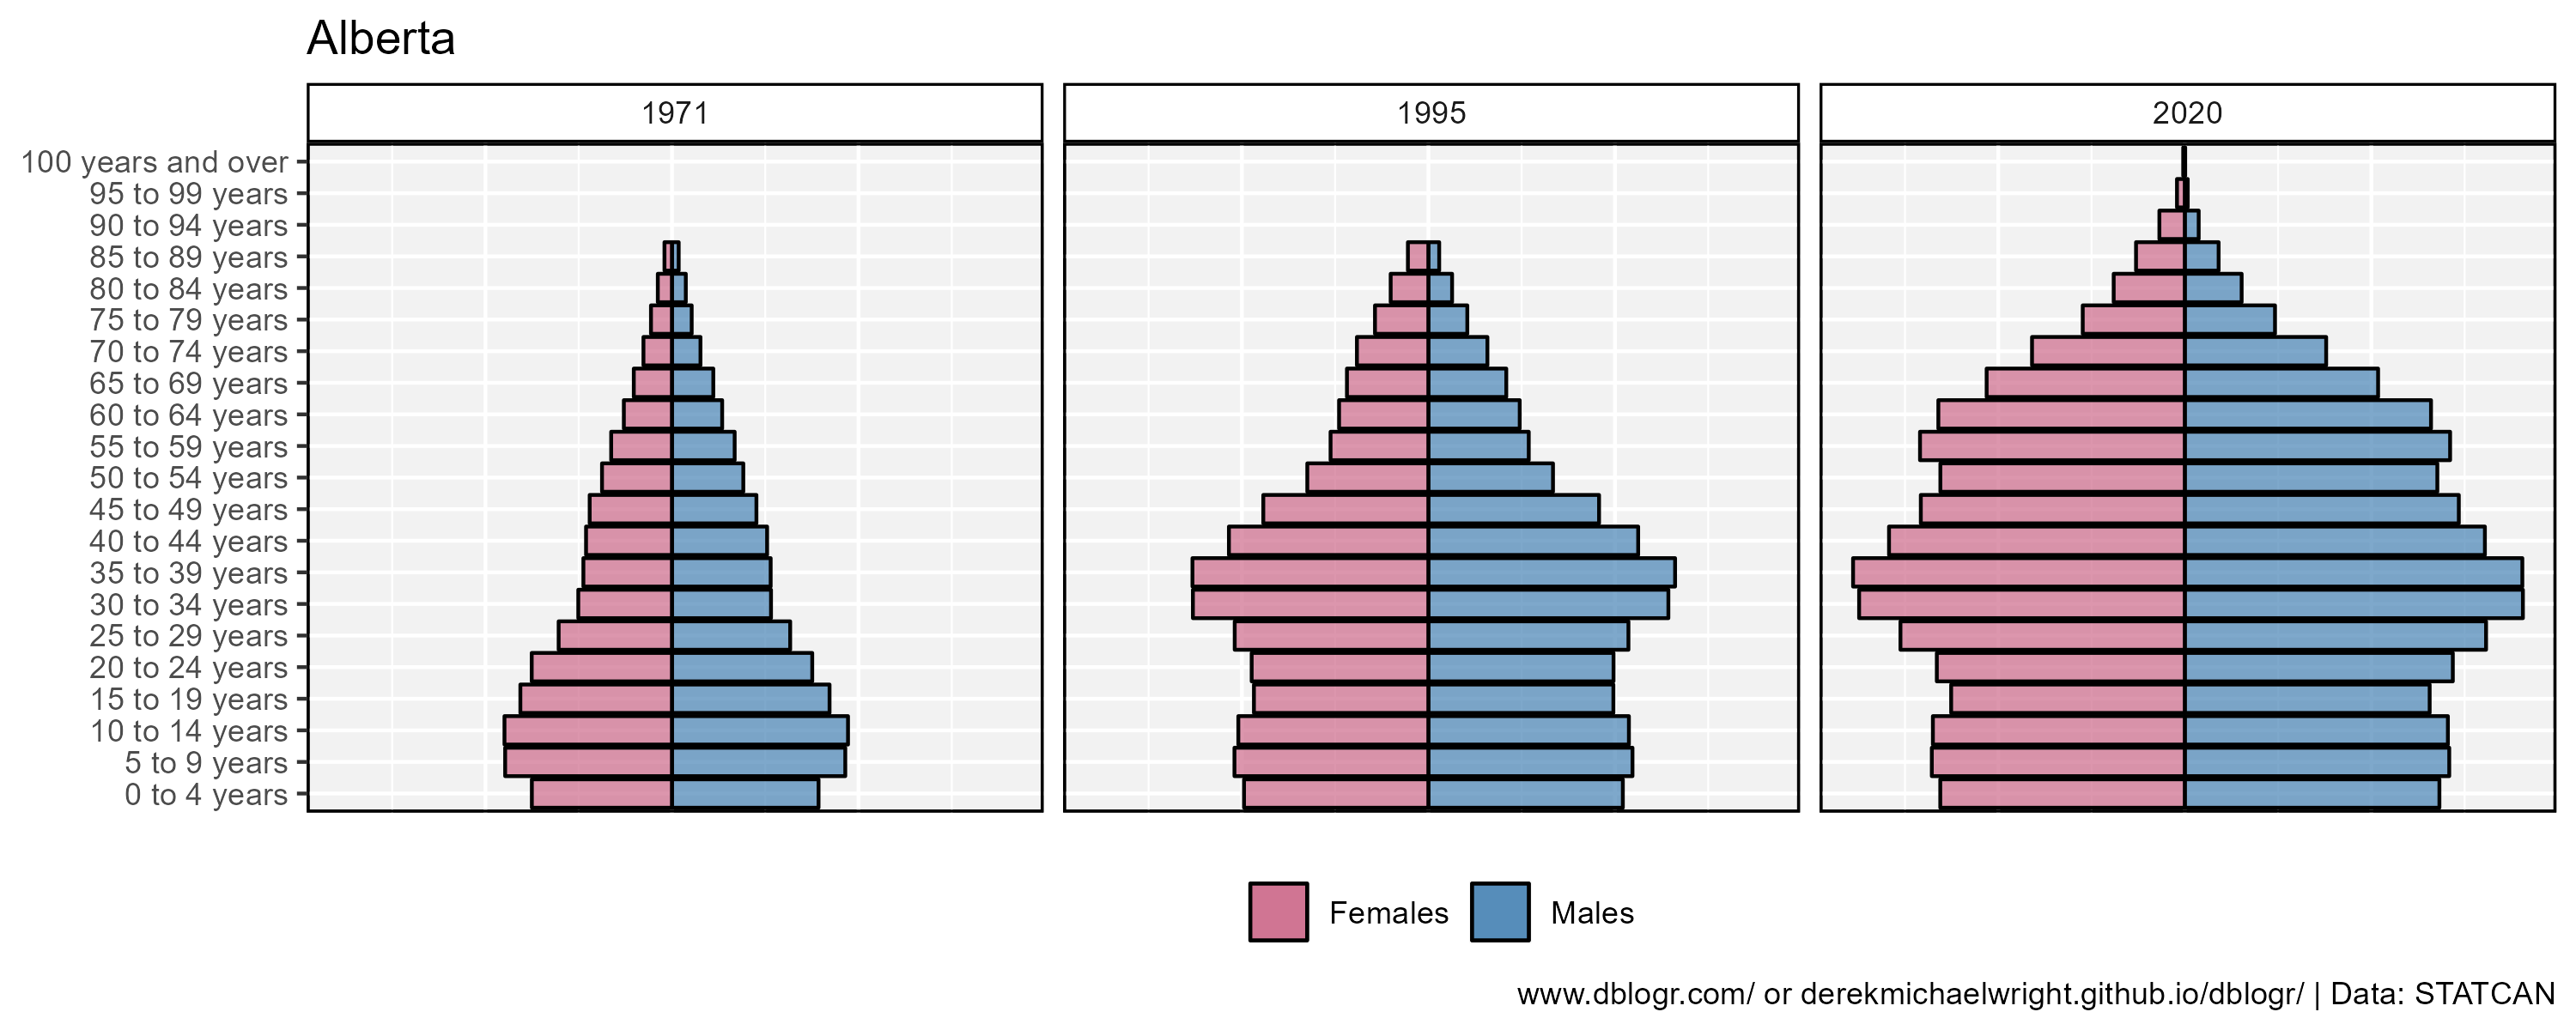 Alberta
1971
1995
2020
100 years and over
95 to 99 years
90 to 94 years
85 to 89 years
80 to 84 years
75 to 79 years
70 to 74 years
65 to 69 years
60 to 64 years
55 to 59 years
50 to 54 years
45 to 49 years
40 to 44 years
35 to 39 years
30 to 34 years
25 to 29 years
20 to 24 years
15 to 19 years
10 to 14 years
5 to 9 years
0 to 4 years
Females
Males
www.dblogr.com/ or derekmichaelwright.github.io/dblogr/ | Data: STATCAN